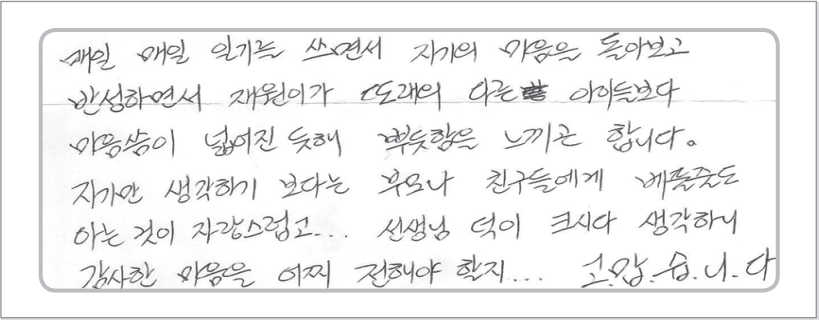 매일 매일 일기를 쓰면서 자기의 마음을 돌아보고
반성하면서 재원이가 또래의 다른 아이들보다
마음씀이 넓어진 듯해 뿌듯함을 느끼곤 합니다.
자기만 생각하기 보다는 부모나 친구들에게 베풀줄도
아는 것이 자랑스럽고... 선생님 덕이 크시다 생각하니
감사한 마음을 어찌 전해야 할지... 고.맙.습.니.다